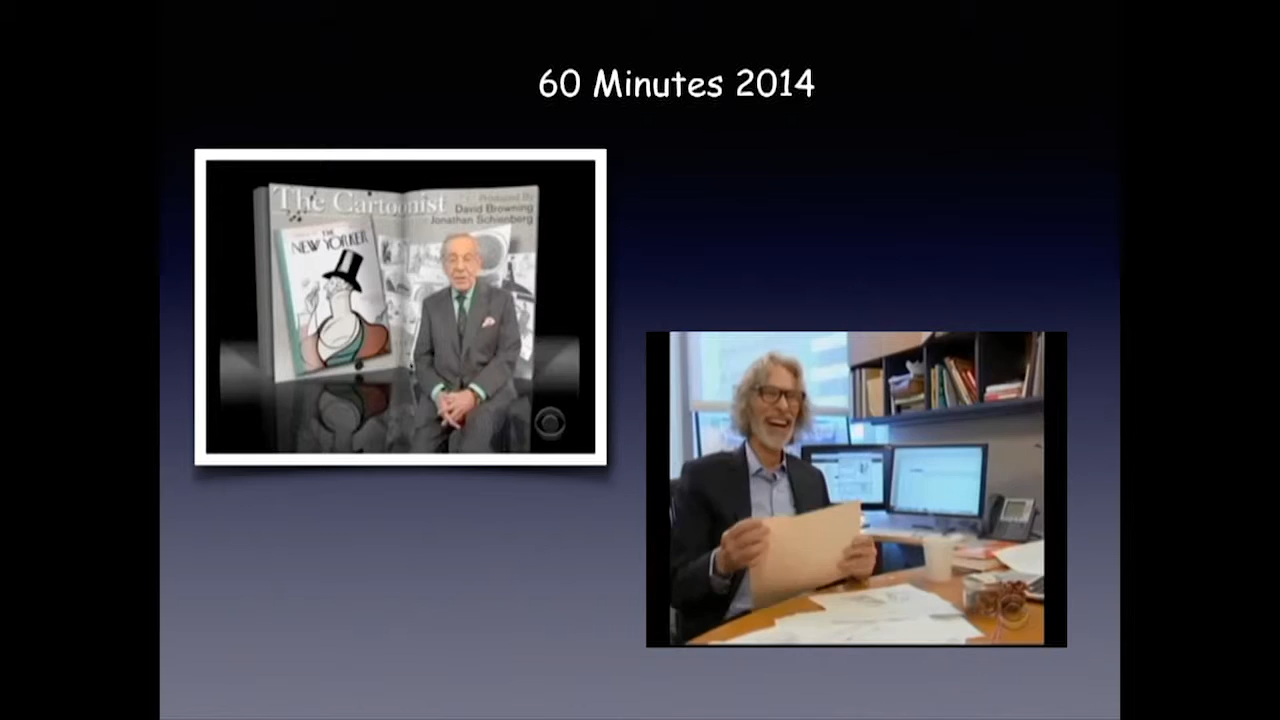 60 Minutes 2014
The Cartoonist
Produced By
David Browning
Jonathan Schienberg
THE
NEW YORKER